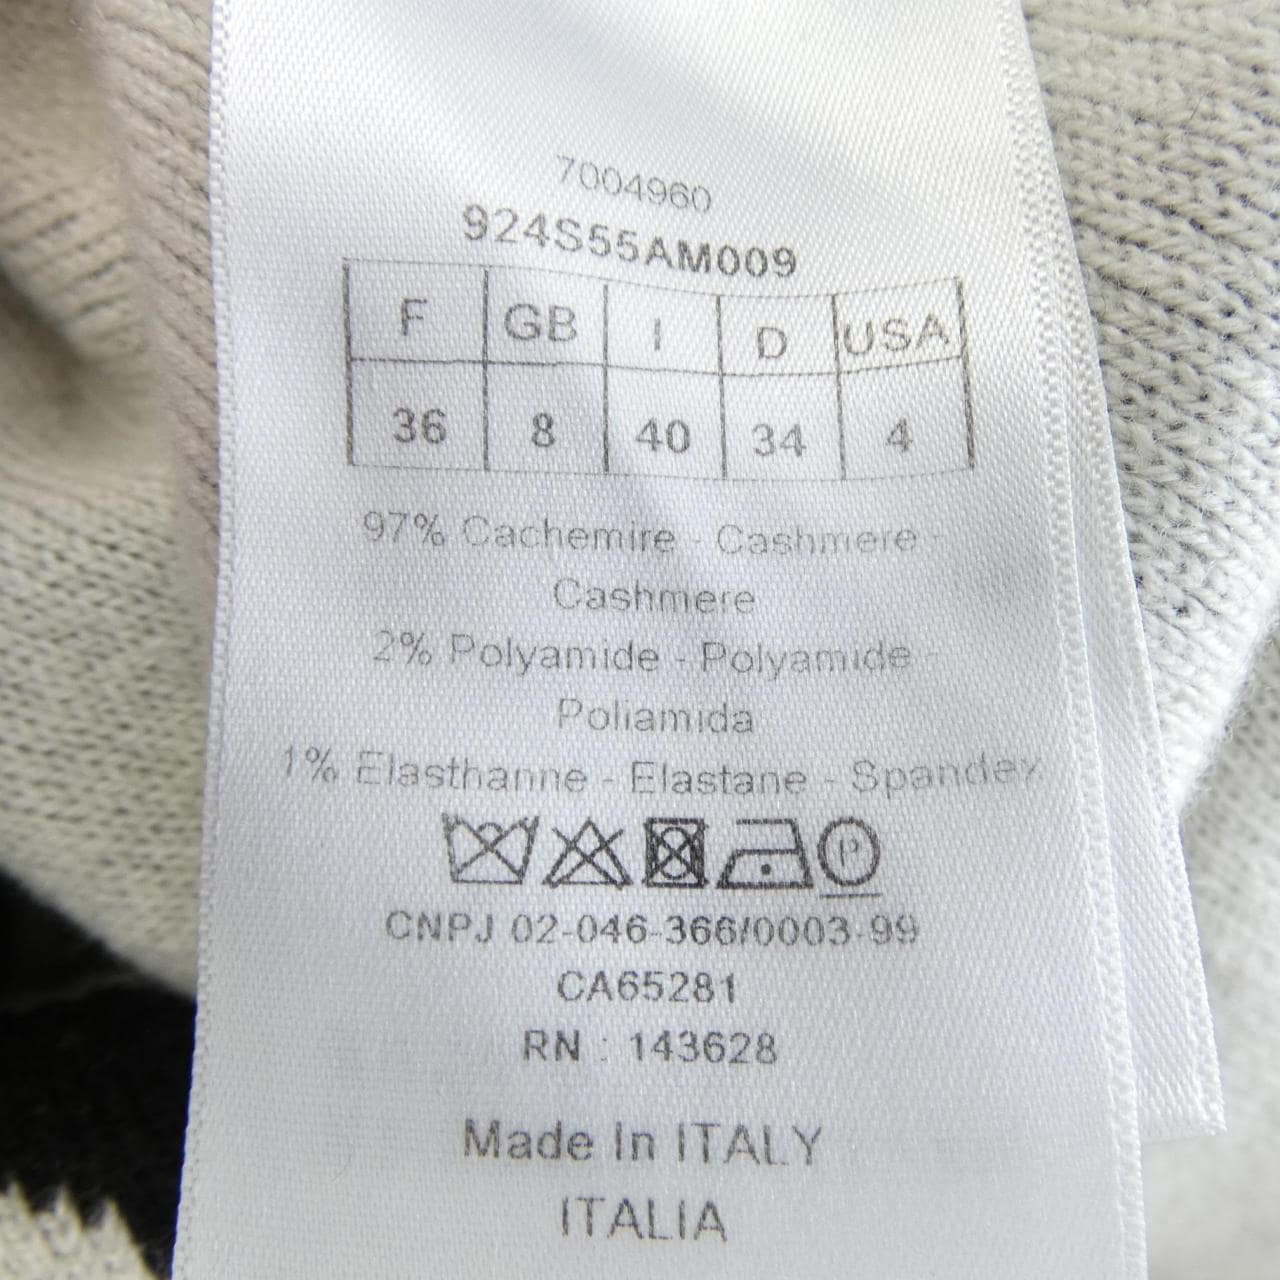 7004960
924S55AM009
F GB I D USA
36 8 40 34 4
97% Cachemire - Cashmere -
Cashmere
2% Polyamide - Polyamide -
Poliamida
1% Elasthanne - Elastane - Spandex
P
CNPJ 02-046-366/0003-99
CA65281
RN : 143628
Made In ITALY
ITALIA